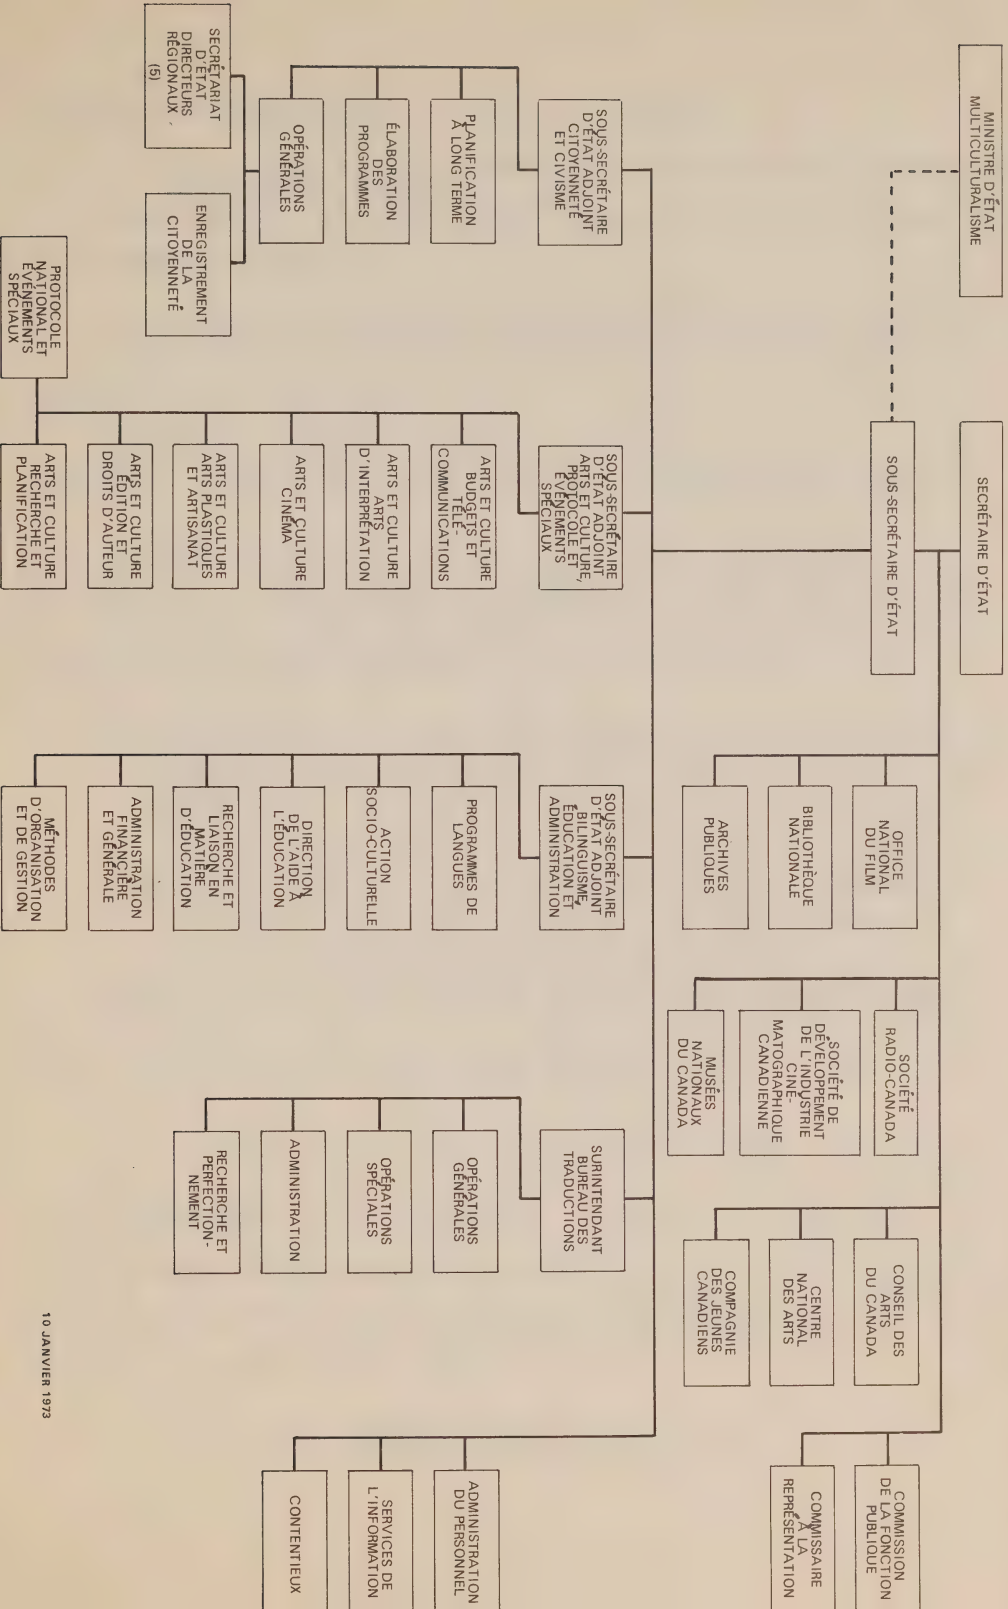 MINISTRE D'ÉTAT
MULTICULTURALISME
SECRÉTAIRE D'ÉTAT
SOUS-SECRÉTAIRE D'ÉTAT
OFFICE
NATIONAL
DU FILM
BIBLIOTHÈQUE
NATIONALE
ARCHIVES
PUBLIQUES
SOCIÉTÉ
RADIO-CANADA
SOCIÉTÉ DE
DÉVELOPPEMENT
DE L'INDUSTRIE
CINÉ-
MATOGRAPHIQUE
CANADIENNE
MUSÉES
NATIONAUX
DU CANADA
CONSEIL DES
ARTS
DU CANADA
CENTRE
NATIONAL
DES ARTS
COMPAGNIE
DES JEUNES
CANADIENS
COMMISSION
DE LA FONCTION
PUBLIQUE
COMMISSAIRE
À LA
REPRÉSENTATION
SOUS-SECRÉTAIRE
D'ÉTAT ADJOINT
CITOYENNETÉ
ET CIVISME
PLANIFICATION
À LONG TERME
ÉLABORATION
DES
PROGRAMMES
OPÉRATIONS
GÉNÉRALES
SECRÉTARIAT
D'ÉTAT
DIRECTEURS
RÉGIONAUX
(5)
ENREGISTREMENT
DE LA
CITOYENNETÉ
SOUS-SECRÉTAIRE
D'ÉTAT ADJOINT
ARTS ET CULTURE,
PROTOCOLE ET
ÉVÉNEMENTS
SPÉCIAUX
ARTS ET CULTURE
BUDGETS ET
TÉLÉ-
COMMUNICATIONS
ARTS ET CULTURE
ARTS
D'INTERPRÉTATION
ARTS ET CULTURE
CINÉMA
ARTS ET CULTURE
ARTS PLASTIQUES
ET ARTISANAT
ARTS ET CULTURE
ÉDITION ET
DROITS D'AUTEUR
ARTS ET CULTURE
RECHERCHE ET
PLANIFICATION
PROTOCOLE
NATIONAL ET
ÉVÉNEMENTS
SPÉCIAUX
SOUS-SECRÉTAIRE
D'ÉTAT ADJOINT
BILINGUISME,
ÉDUCATION ET
ADMINISTRATION
PROGRAMMES DE
LANGUES
ACTION
SOCIO-CULTURELLE
DIRECTION
DE L'AIDE À
L'ÉDUCATION
RECHERCHE ET
LIAISON EN
MATIÈRE
D'ÉDUCATION
ADMINISTRATION
FINANCIÈRE
ET GÉNÉRALE
MÉTHODES
D'ORGANISATION
ET DE GESTION
SURINTENDANT
BUREAU DES
TRADUCTIONS
OPÉRATIONS
GÉNÉRALES
OPÉRATIONS
SPÉCIALES
ADMINISTRATION
RECHERCHE ET
PERFECTION-
NEMENT
ADMINISTRATION
DU PERSONNEL
SERVICES DE
L'INFORMATION
CONTENTIEUX
10 JANVIER 1973